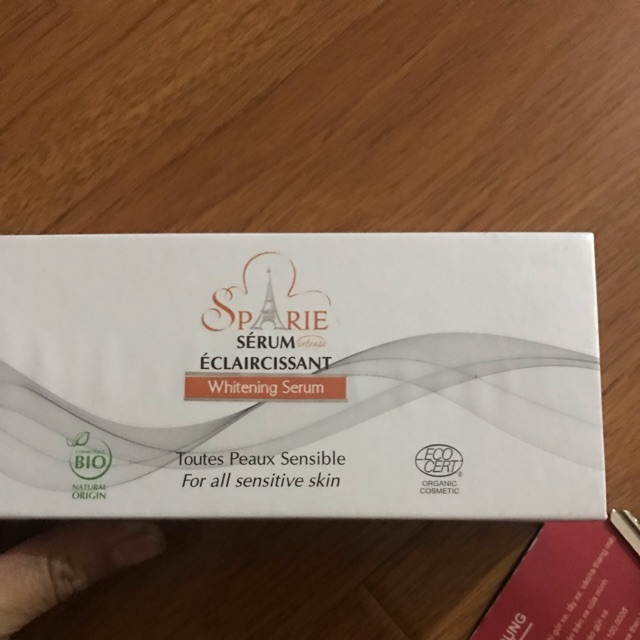 SPARIE
SÉRUM intense
ÉCLAIRCISSANT
Whitening Serum
BIO
NATURAL
ORIGIN
Toutes Peaux Sensible
For all sensitive skin
ECO
CERT®
ORGANIC
COSMETIC